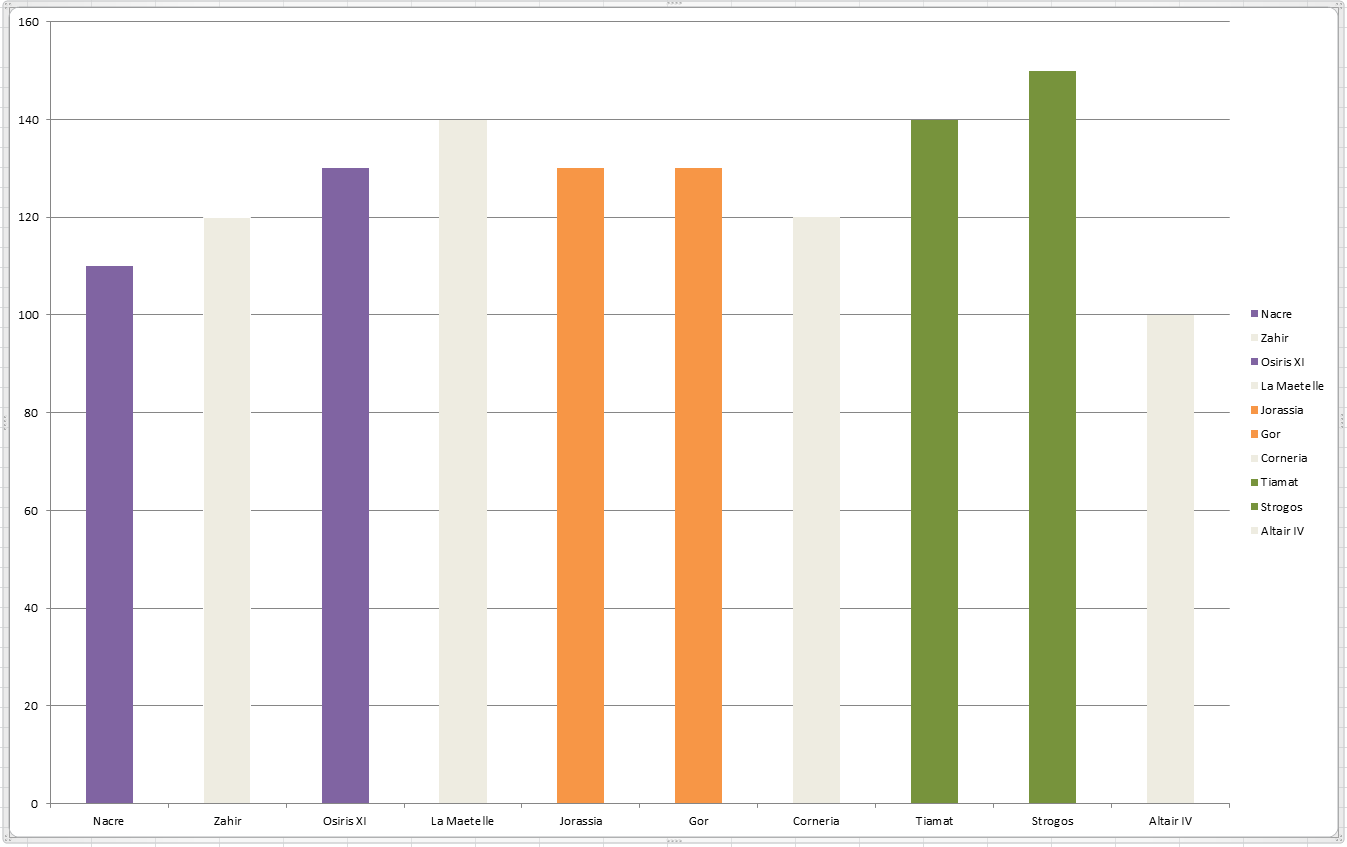 160
140
120
100
80
60
40
20
0
Nacre
Zahir
Osiris XI
La Maetelle
Jorassia
Gor
Corneria
Tiamat
Strogos
Altair IV
Nacre
Zahir
Osiris XI
La Maetelle
Jorassia
Gor
Corneria
Tiamat
Strogos
Altair IV